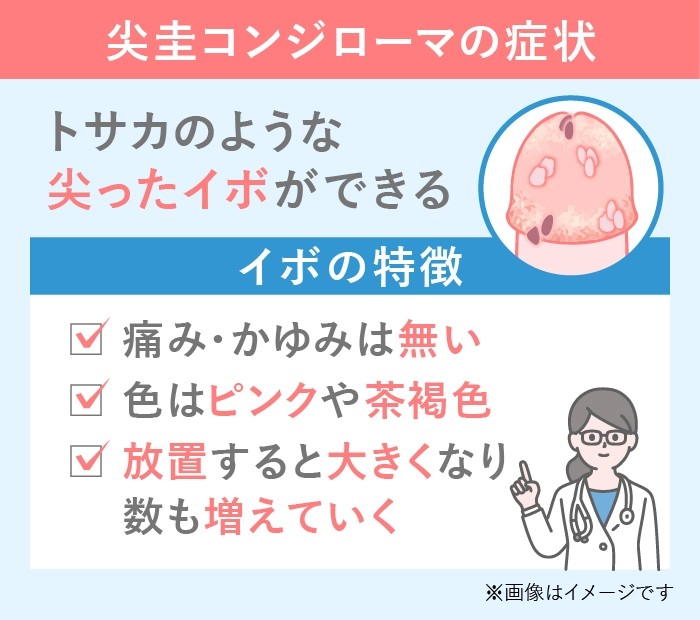 尖圭コンジローマの症状
トサカのような
尖ったイボができる
イボの特徴
痛み・かゆみは無い
色はピンクや茶褐色
放置すると大きくなり
数も増えていく
※画像はイメージです